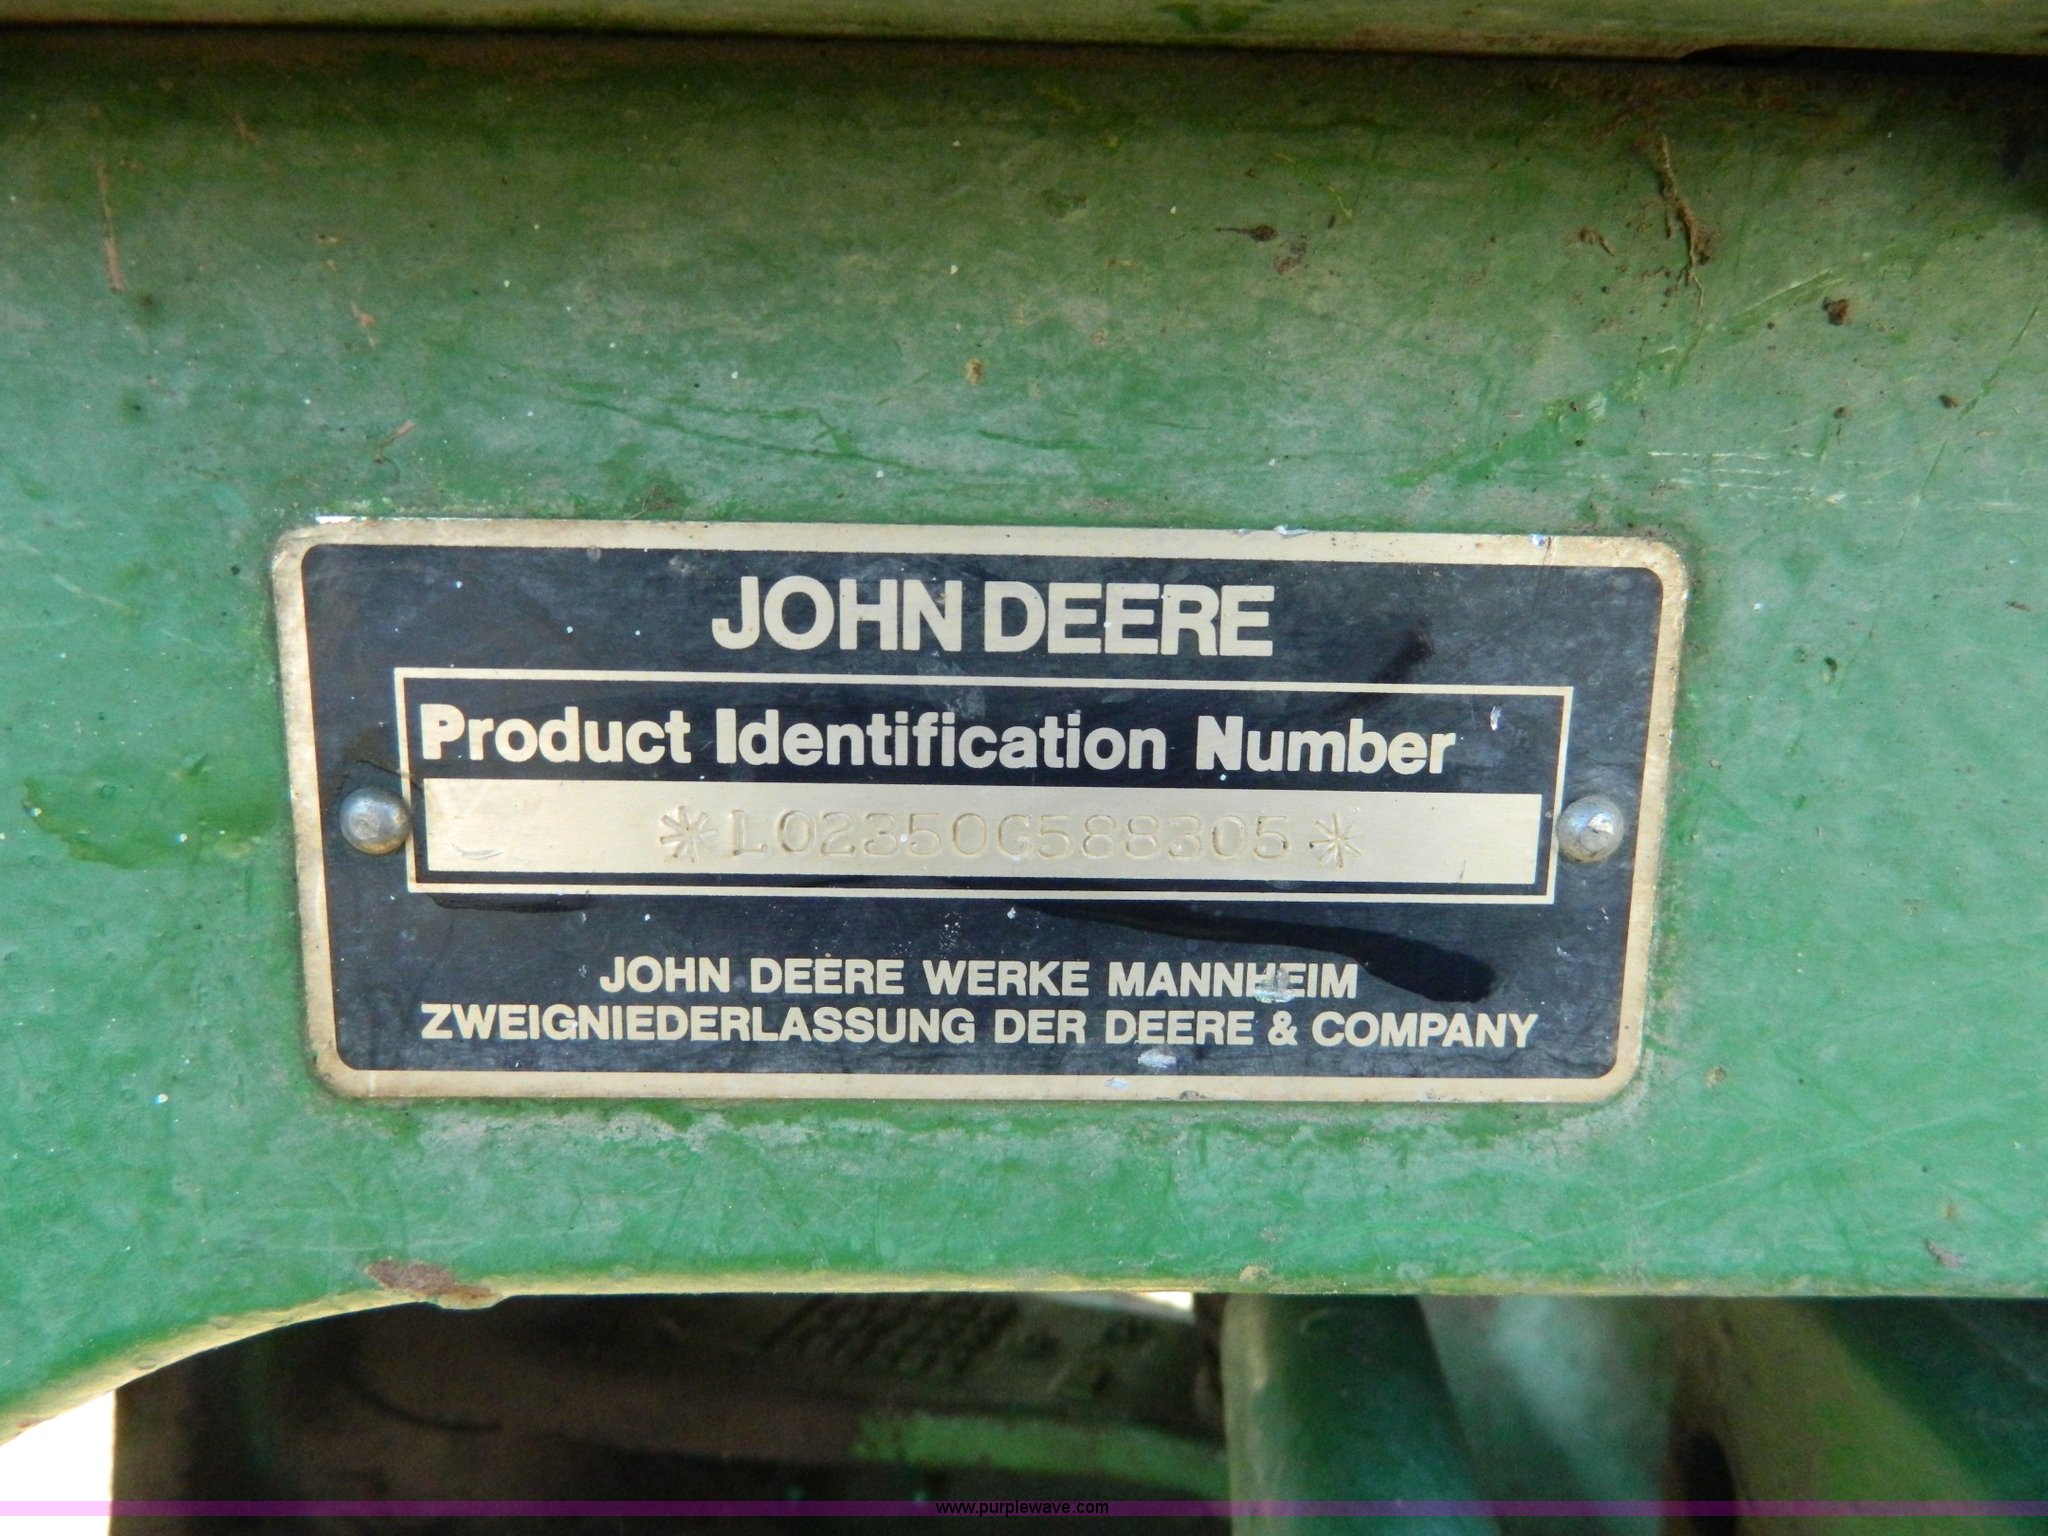 JOHN DEERE
Product Identification Number
*L02350G588305*
JOHN DEERE WERKE MANNHEIM
ZWEIGNIEDERLASSUNG DER DEERE & COMPANY
www.purplewave.com